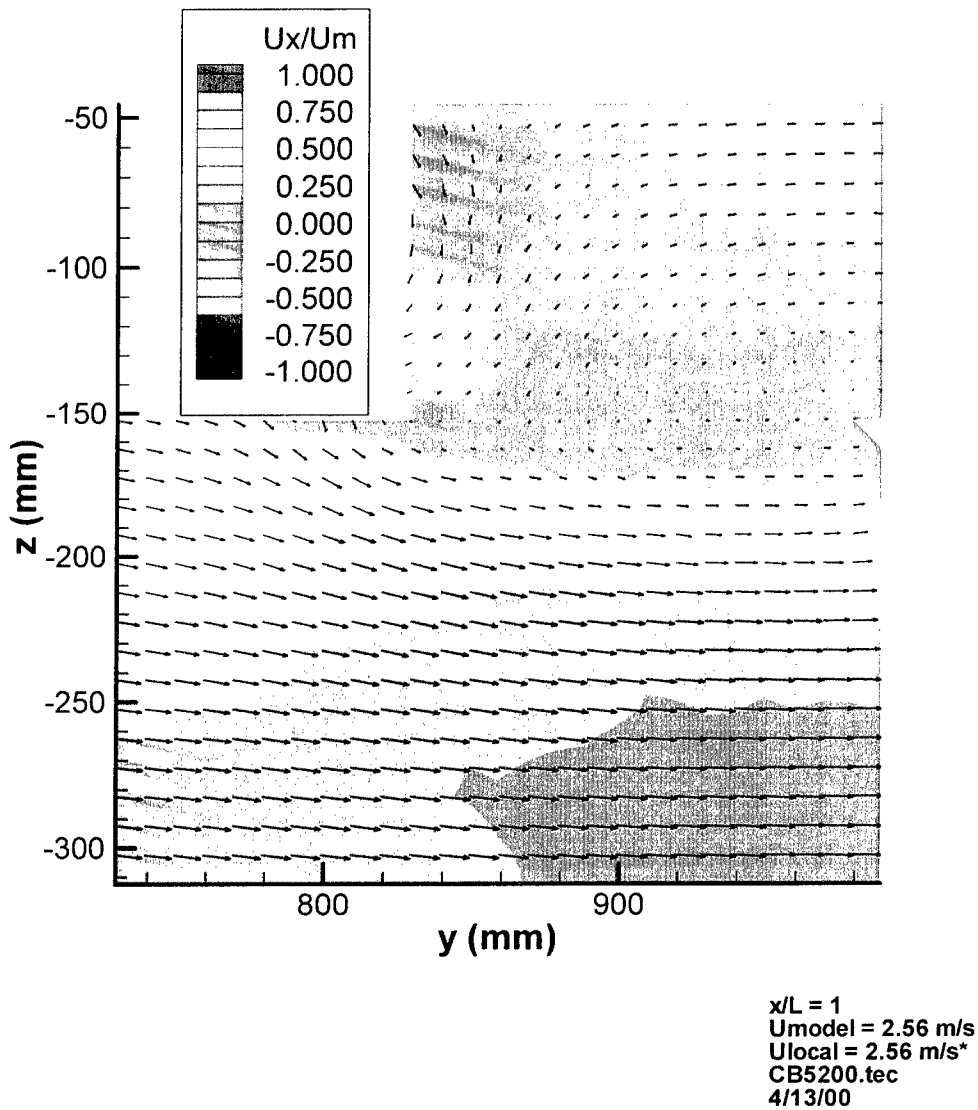 Ux/Um
1.000
0.750
0.500
0.250
0.000
-0.250
-0.500
-0.750
-1.000
-50
-100
-150
-200
-250
-300
z (mm)
800
900
y (mm)
x/L = 1
Umodel = 2.56 m/s
Ulocal = 2.56 m/s*
CB5200.tec
4/13/00